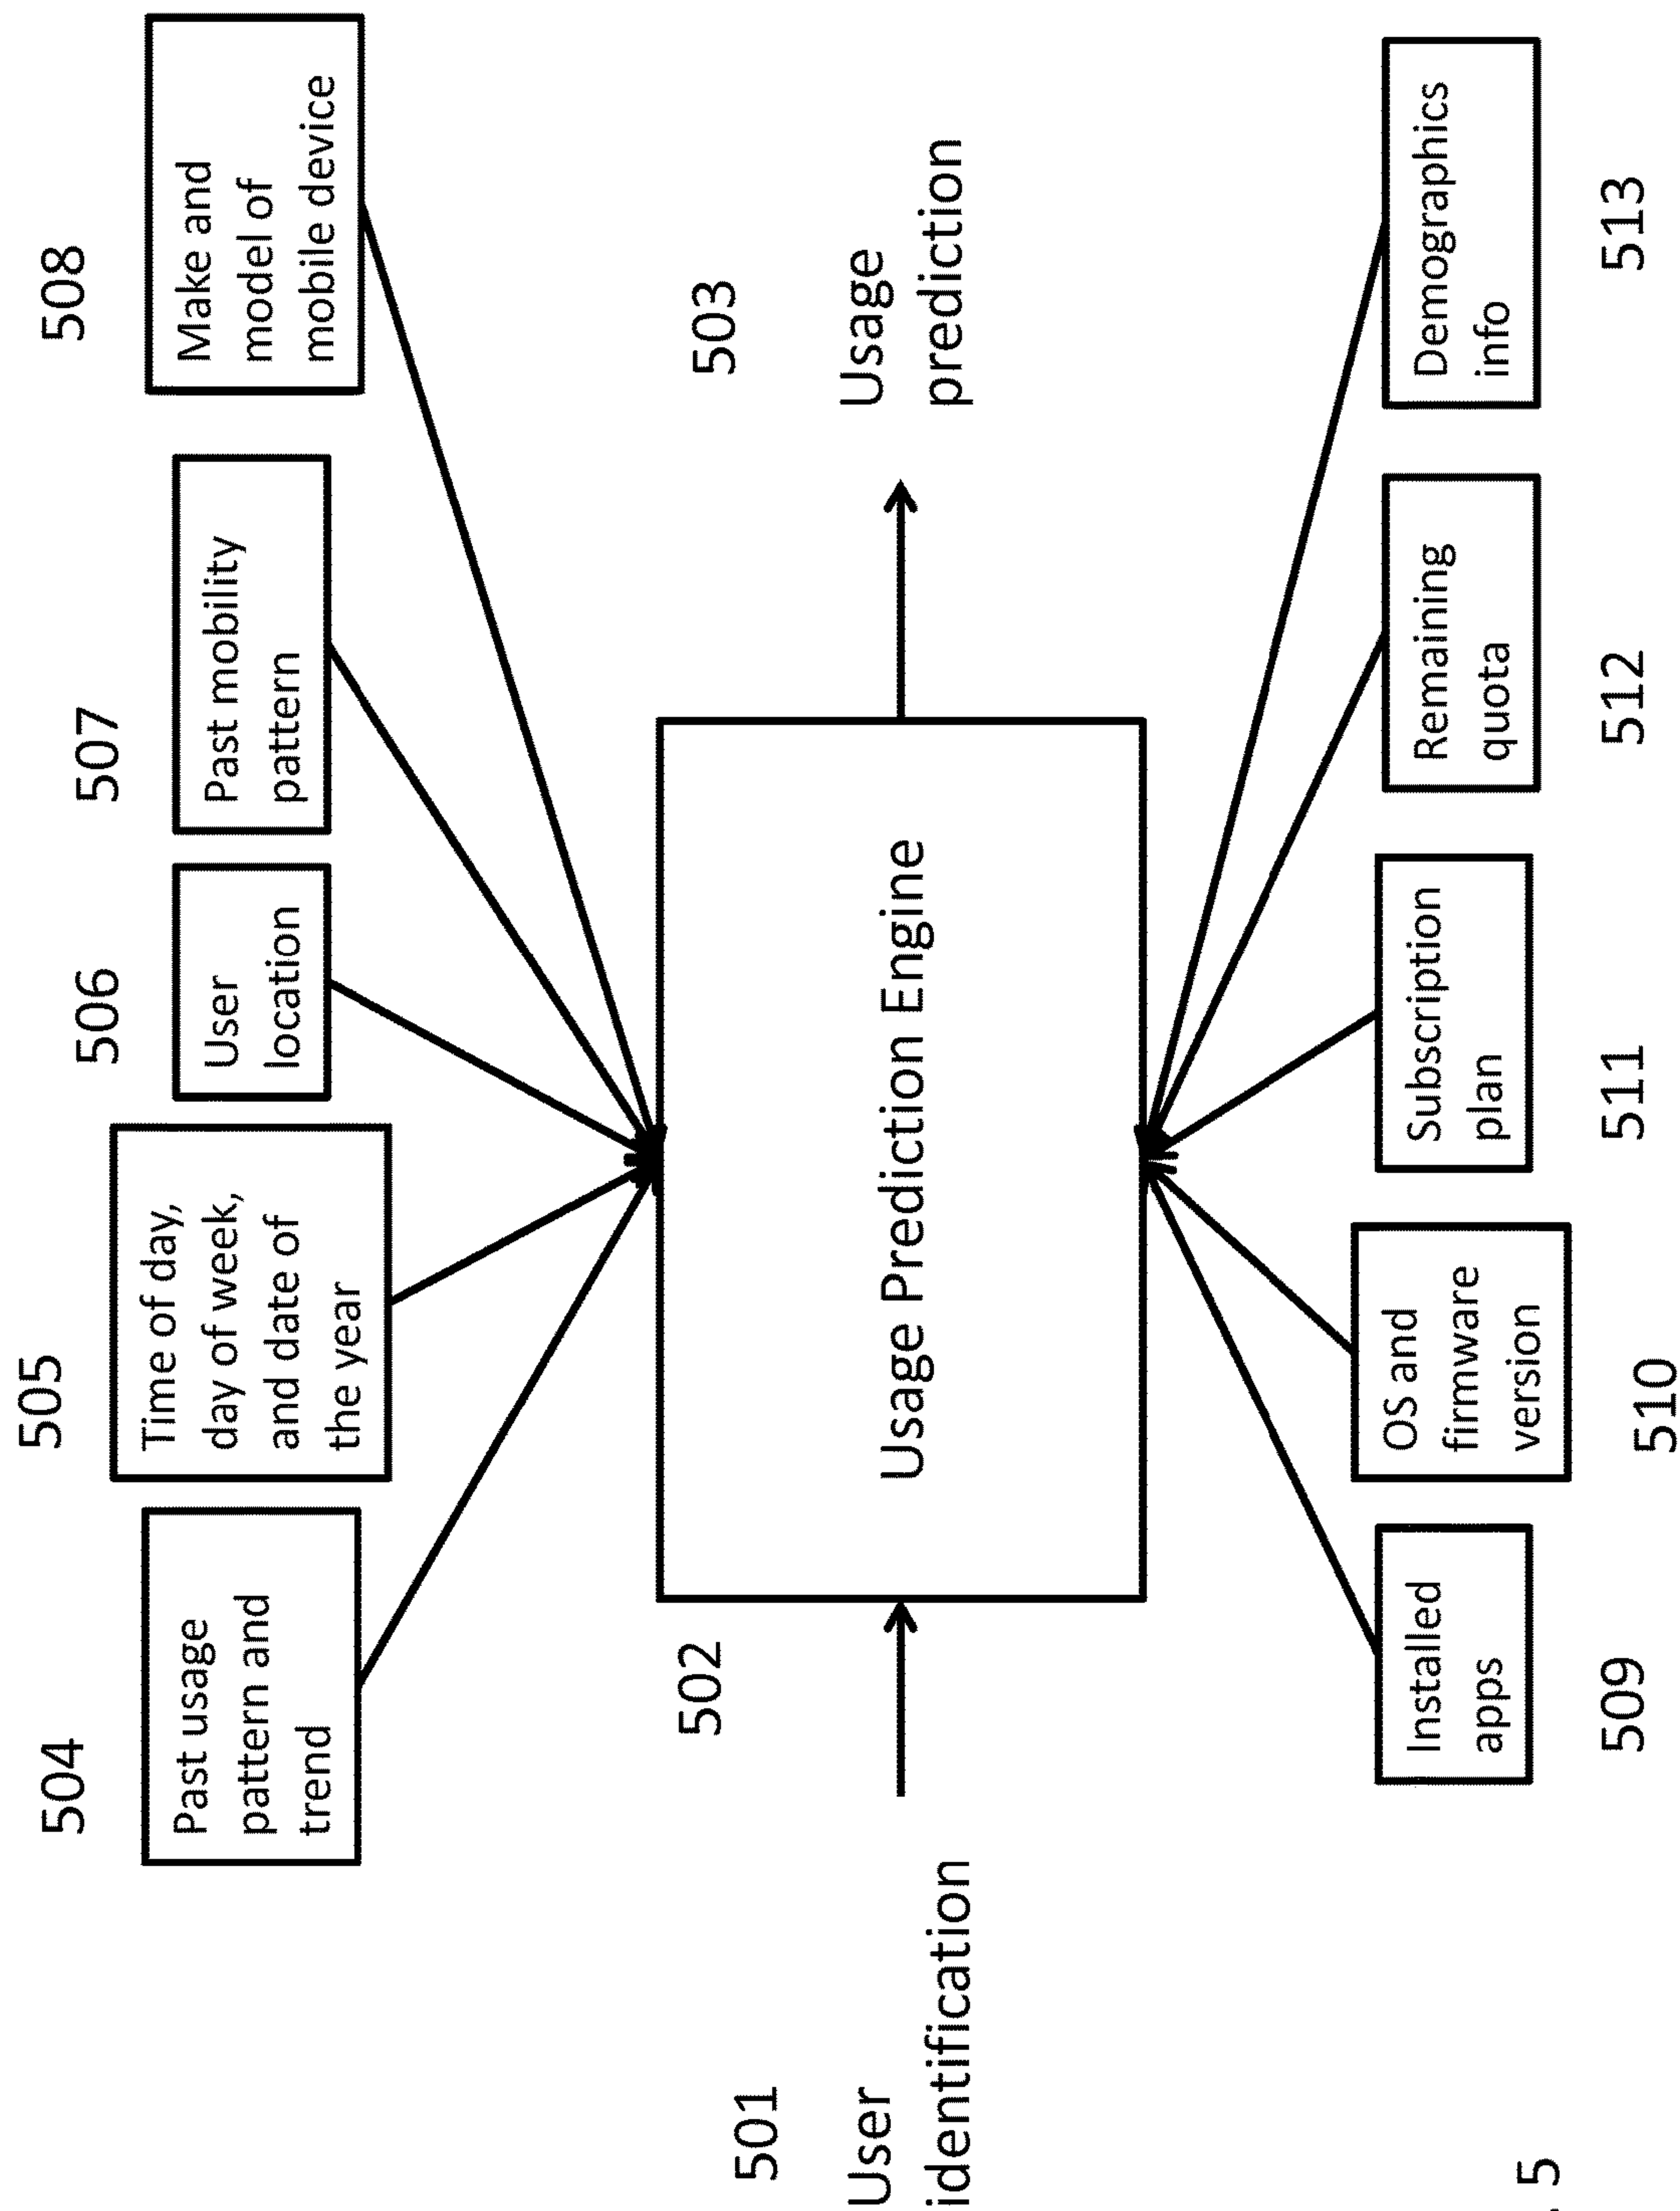 504
Past usage
pattern and
trend
505
Time of day,
day of week,
and date of
the year
506
User
location
507
Past mobility
pattern
508
Make and
model of
mobile device
501
User
identification
502
Usage Prediction Engine
503
Usage
prediction
Installed
apps
509
OS and
firmware
version
510
Subscription
plan
511
Remaining
quota
512
Demographics
info
513
. 5